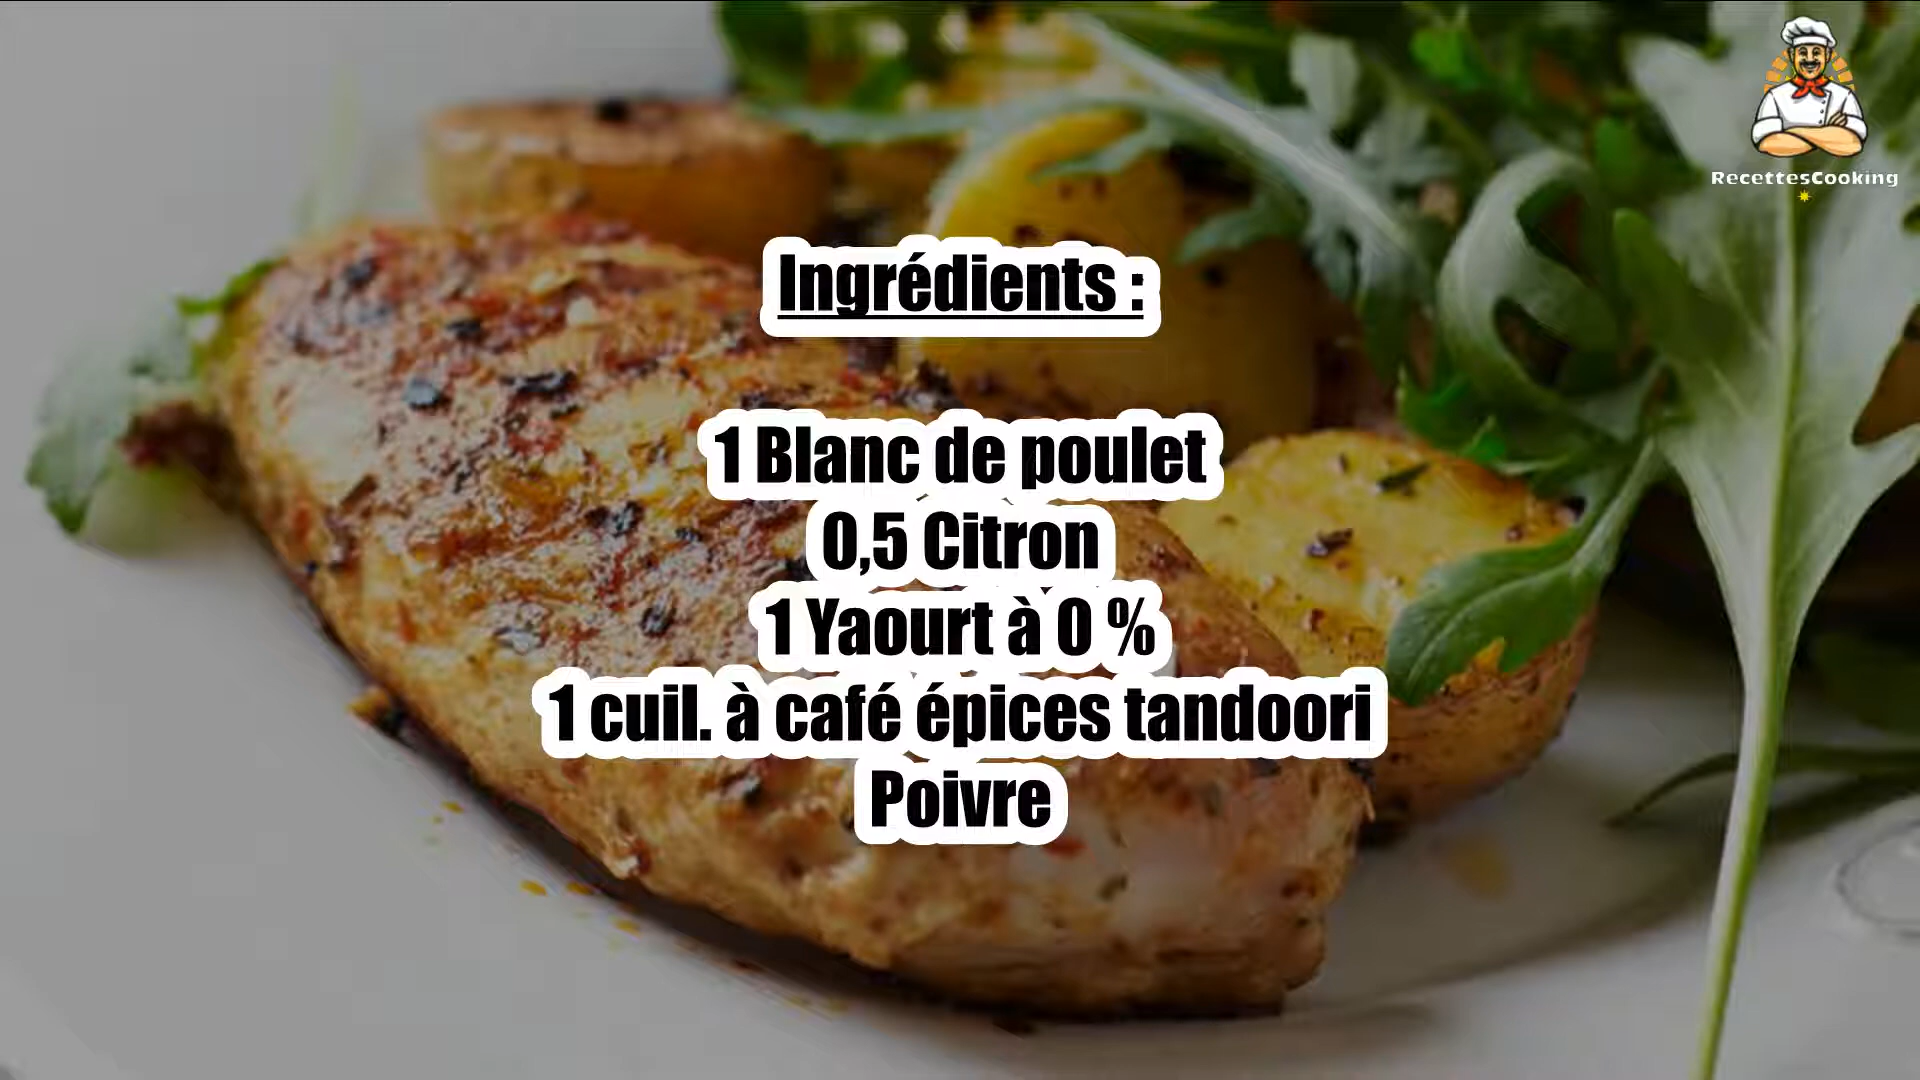 RecettesCooking
Ingrédients :
1 Blanc de poulet
0,5 Citron
1 Yaourt à 0 %
1 cuil. à café épices tandoori
Poivre